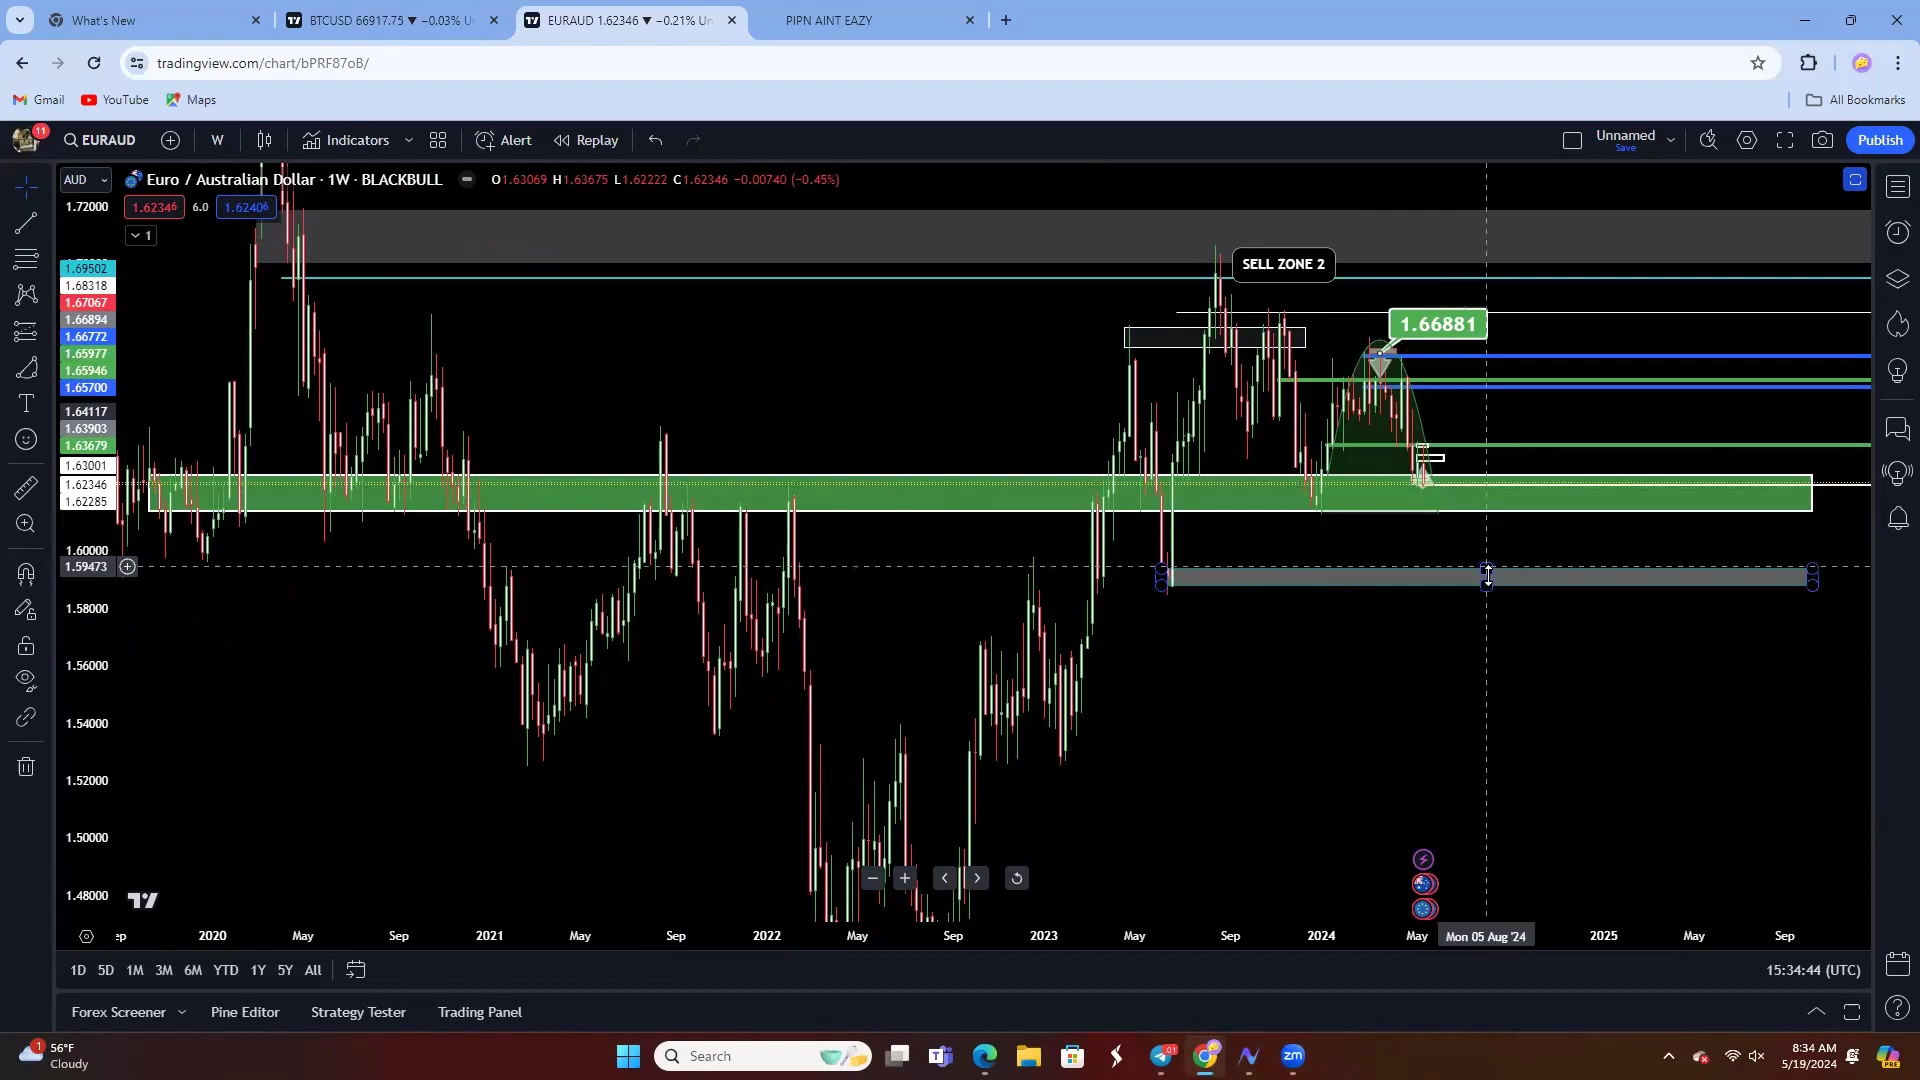 What's New
BTCUSD 66917.75 ▼ −0.03% U
EURAUD 1.62346 ▼ −0.21% Un
PIPN AINT EAZY
tradingview.com/chart/bPRF87oB/
Gmail
YouTube
Maps
All Bookmarks
11
EURAUD
W
Indicators
Alert
Replay
Unnamed
Save
Publish
AUD
Euro / Australian Dollar · 1W · BLACKBULL
O1.63069 H1.63675 L1.62222 C1.62346 −0.00740 (−0.45%)
1.72000
1.62346
6.0
1.62406
1
SELL ZONE 2
1.66881
1.69502
1.68318
1.67067
1.66894
1.66772
1.65977
1.65946
1.65700
1.64117
1.63903
1.63679
1.63001
1.62346
1.62285
1.60000
1.59473
1.58000
1.56000
1.54000
1.52000
1.50000
1.48000
ep
2020
May
Sep
2021
May
Sep
2022
May
Sep
2023
May
Sep
2024
May
Mon 05 Aug '24
2025
May
Sep
1D
5D
1M
3M
6M
YTD
1Y
5Y
All
15:34:44 (UTC)
Forex Screener
Pine Editor
Strategy Tester
Trading Panel
1
56°F
Cloudy
Search
01
zm
8:34 AM
5/19/2024
PRE